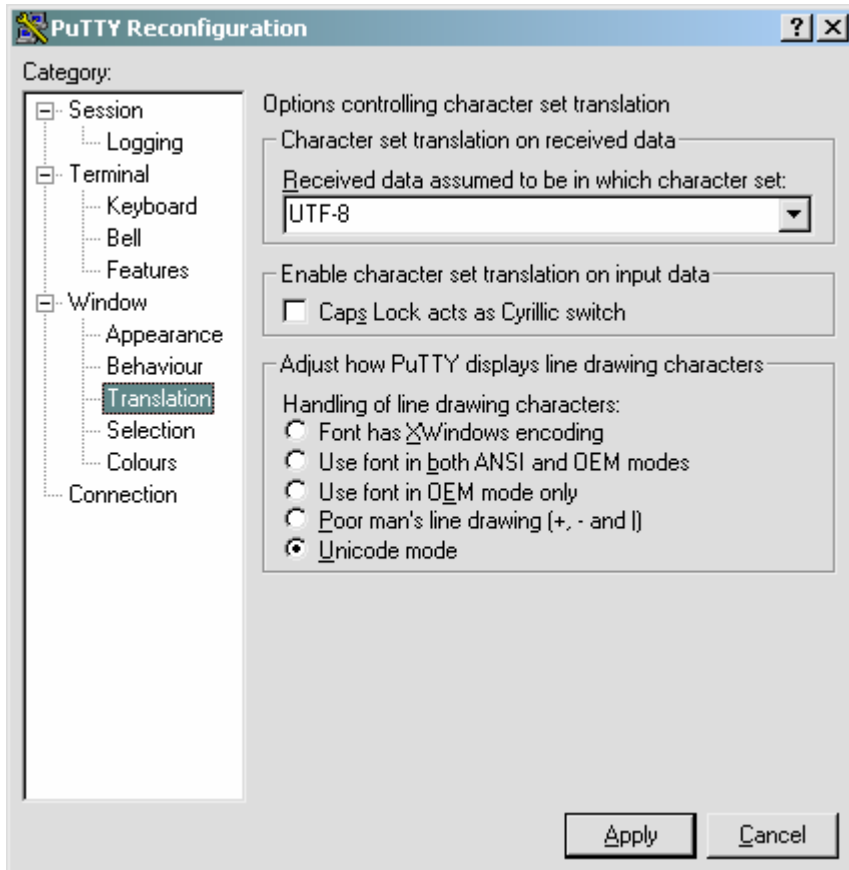 PuTTY Reconfiguration
Category:
Session
Logging
Terminal
Keyboard
Bell
Features
Window
Appearance
Behaviour
Translation
Selection
Colours
Connection
Options controlling character set translation
Character set translation on received data
Received data assumed to be in which character set:
UTF-8
Enable character set translation on input data
Caps Lock acts as Cyrillic switch
Adjust how PuTTY displays line drawing characters
Handling of line drawing characters:
Font has XWindows encoding
Use font in both ANSI and OEM modes
Use font in OEM mode only
Poor man's line drawing (+, - and |)
Unicode mode
Apply
Cancel